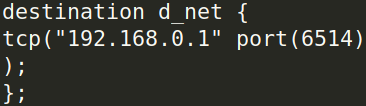 destination d_net {
tcp("192.168.0.1" port(6514)
);
};